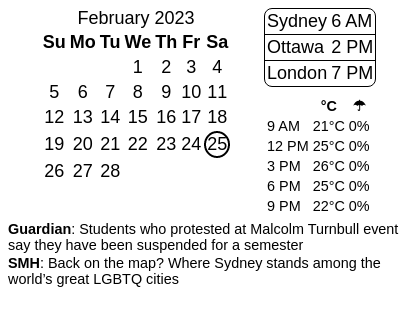 February 2023
Su Mo Tu We Th Fr Sa
1 2 3 4
5 6 7 8 9 10 11
12 13 14 15 16 17 18
19 20 21 22 23 24 25
26 27 28
Sydney 6 AM
Ottawa 2 PM
London 7 PM
°C ☂
9 AM 21°C 0%
12 PM 25°C 0%
3 PM 26°C 0%
6 PM 25°C 0%
9 PM 22°C 0%
Guardian: Students who protested at Malcolm Turnbull event
say they have been suspended for a semester
SMH: Back on the map? Where Sydney stands among the
world’s great LGBTQ cities